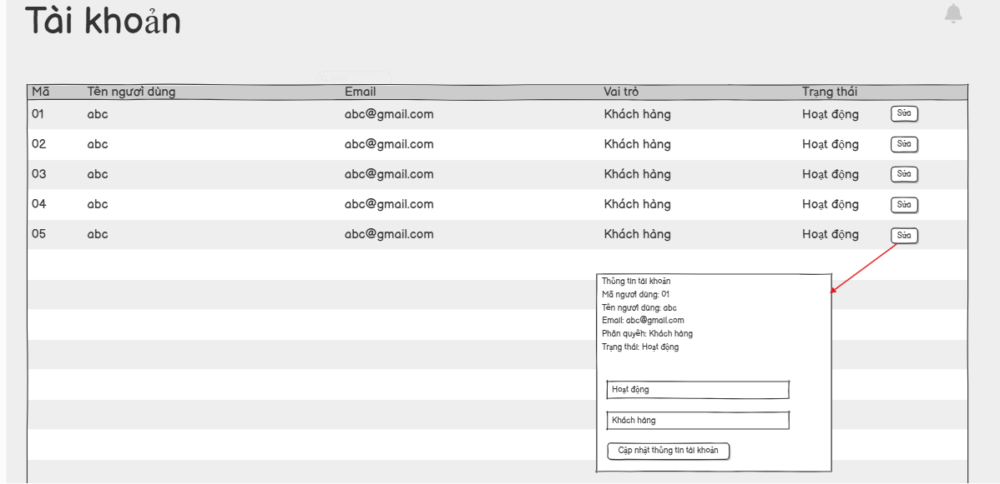 Tài khoản
Mã Tên người dùng Email Vai trò Trạng thái
01 abc abc@gmail.com Khách hàng Hoạt động Sửa
02 abc abc@gmail.com Khách hàng Hoạt động Sửa
03 abc abc@gmail.com Khách hàng Hoạt động Sửa
04 abc abc@gmail.com Khách hàng Hoạt động Sửa
05 abc abc@gmail.com Khách hàng Hoạt động Sửa
Thông tin tài khoản
Mã người dùng: 01
Tên người dùng: abc
Email: abc@gmail.com
Phân quyền: Khách hàng
Trạng thái: Hoạt động
Hoạt động
Khách hàng
Cập nhật thông tin tài khoản